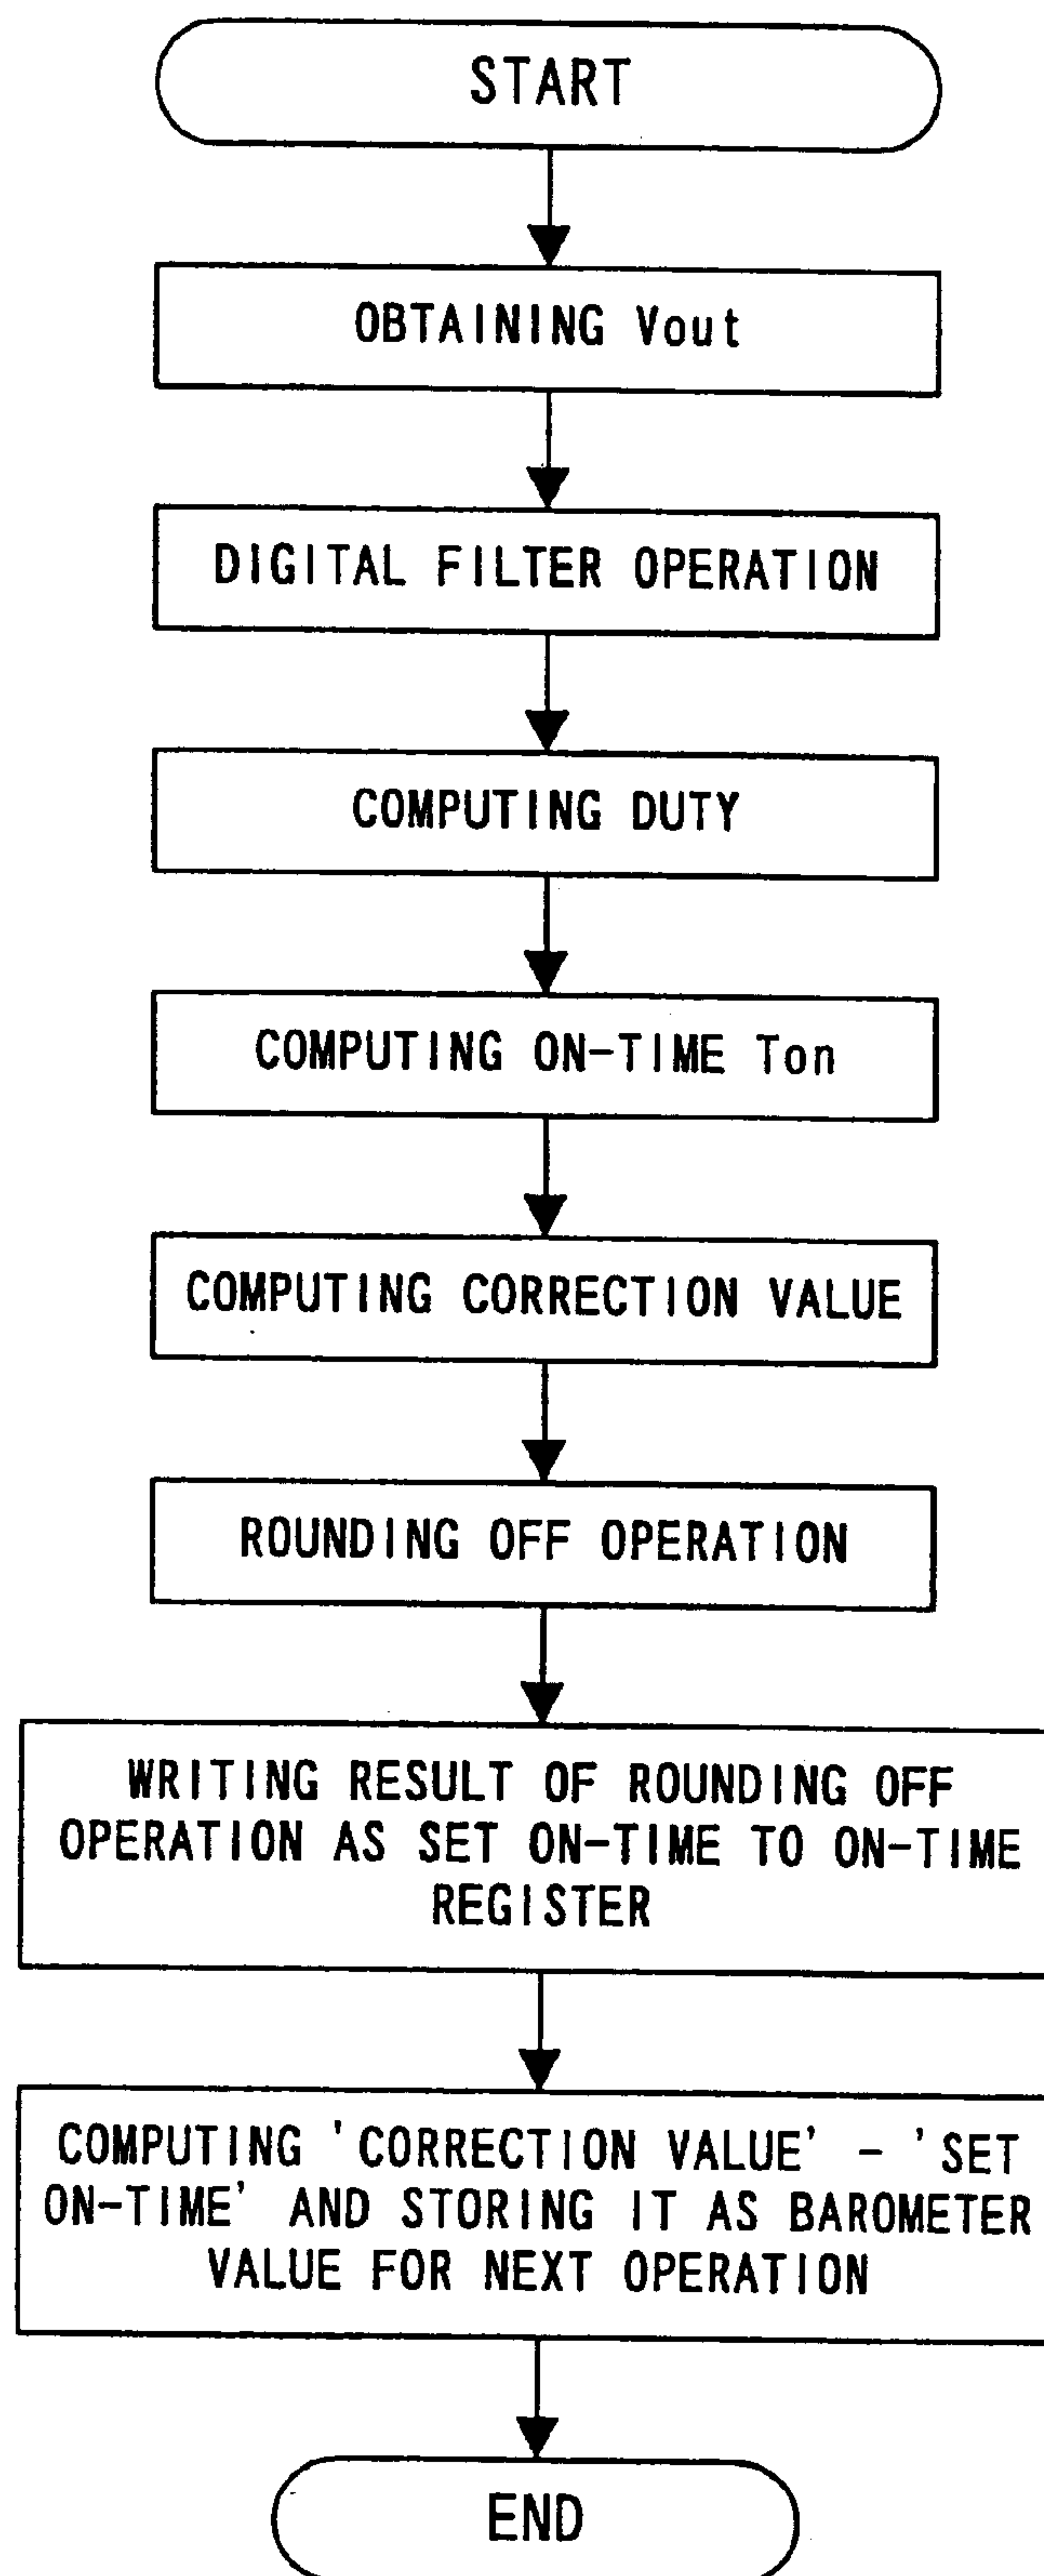 START
OBTAINING Vout
DIGITAL FILTER OPERATION
COMPUTING DUTY
COMPUTING ON-TIME Ton
COMPUTING CORRECTION VALUE
ROUNDING OFF OPERATION
WRITING RESULT OF ROUNDING OFF
OPERATION AS SET ON-TIME TO ON-TIME
REGISTER
COMPUTING 'CORRECTION VALUE' - 'SET
ON-TIME' AND STORING IT AS BAROMETER
VALUE FOR NEXT OPERATION
END